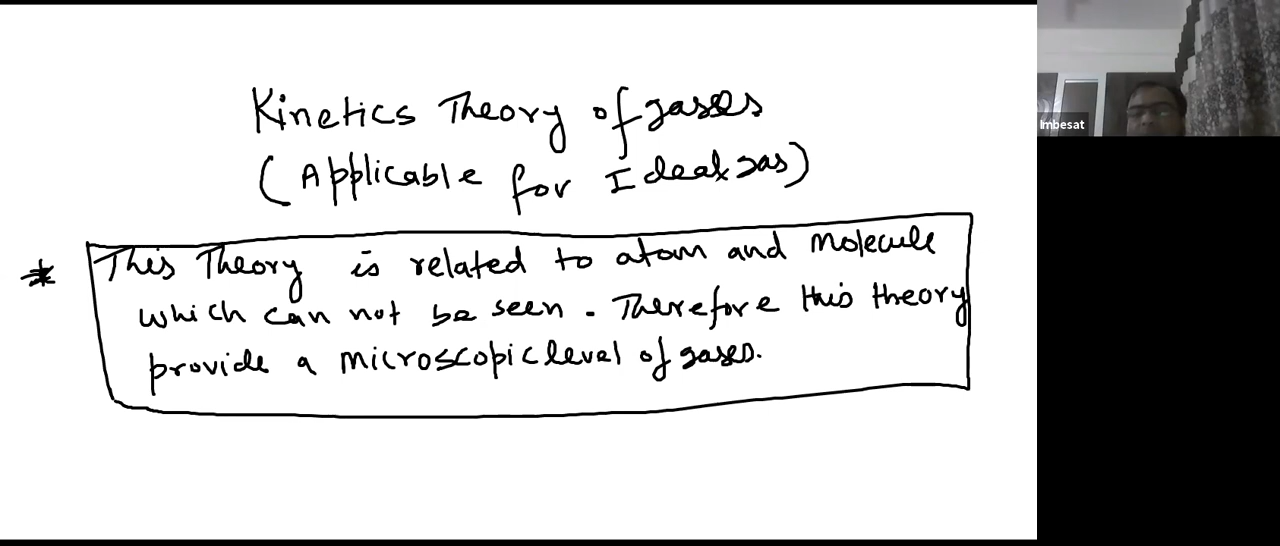 Kinetics Theory of gases
(Applicable for Ideal gas)
* This Theory is related to atom and Molecule
which can not be seen. Therefore this theory
provide a microscopic level of gases.
Imbesat